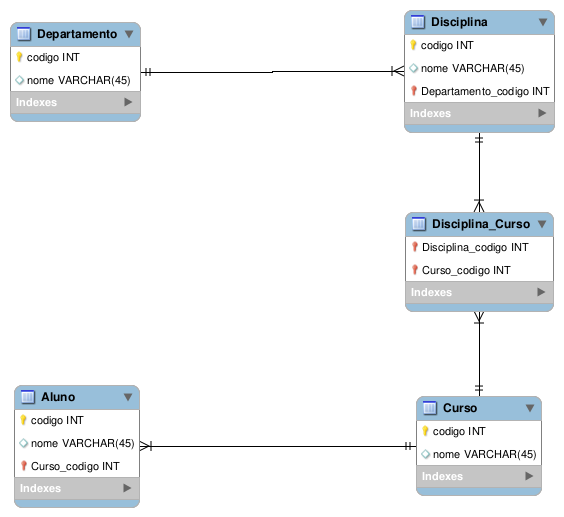 Departamento
codigo INT
nome VARCHAR(45)
Indexes
Disciplina
codigo INT
nome VARCHAR(45)
Departamento_codigo INT
Indexes
Disciplina_Curso
Disciplina_codigo INT
Curso_codigo INT
Indexes
Aluno
codigo INT
nome VARCHAR(45)
Curso_codigo INT
Indexes
Curso
codigo INT
nome VARCHAR(45)
Indexes